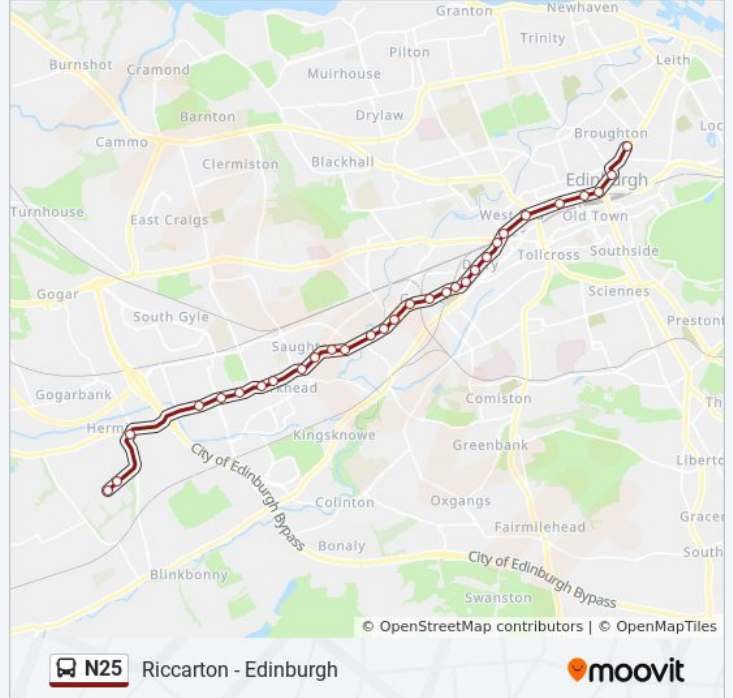 Granton
Newhaven
Trinity
Pilton
Burnshot
Cramond
Leith
Muirhouse
Barnton
Drylaw
Broughton
Loc
Cammo
Blackhall
Clermiston
Edinburgh
Turnhouse
East Craigs
West
Old Town
Tollcross
Southside
Gogar
Sciennes
South Gyle
Prestonf
Saught
Gogarbank
khead
Comiston
Th
Herm
Kingsknowe
Greenbank
City of Edinburgh Bypass
Liberto
Colinton
Oxgangs
Gracem
Fairmilehead
Bonaly
South
City of Edinburgh Bypass
Blinkbonny
Swanston
© OpenStreetMap contributors | © OpenMapTiles
N25 Riccarton - Edinburgh
moovit